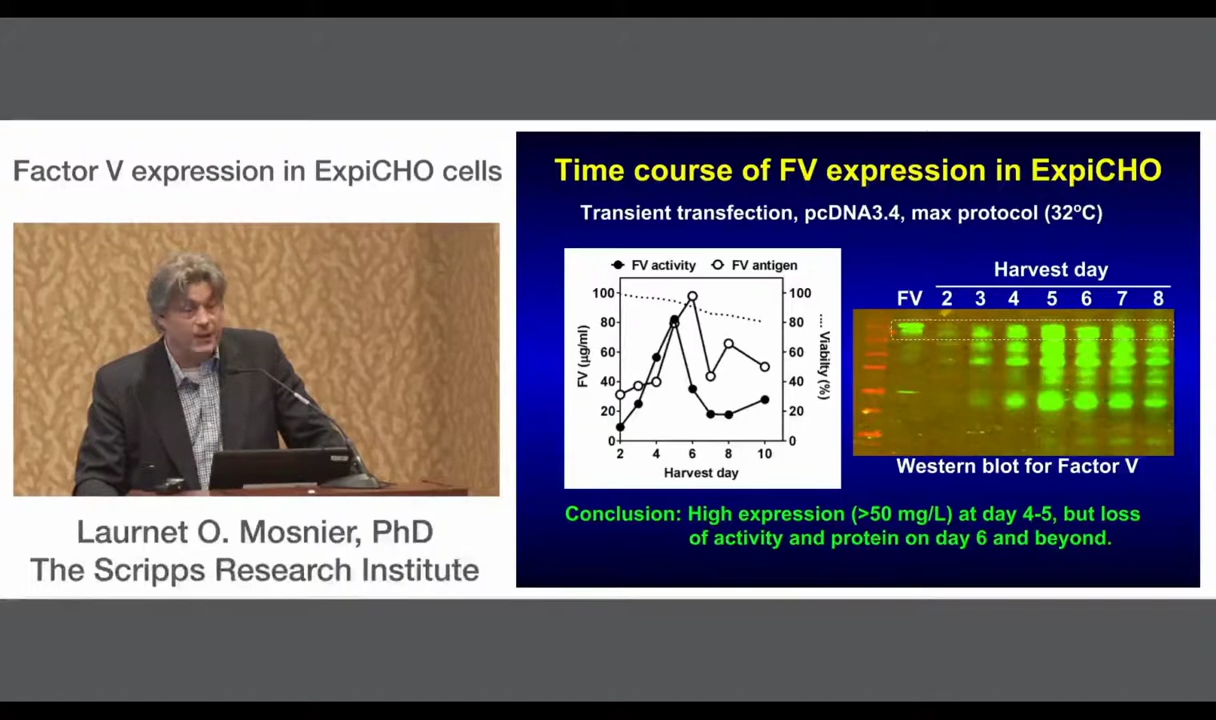 Factor V expression in ExpiCHO cells
Laurnet O. Mosnier, PhD
The Scripps Research Institute
Time course of FV expression in ExpiCHO
Transient transfection, pcDNA3.4, max protocol (32ºC)
FV activity FV antigen
100 100
80 80
60 60
40 40
20 20
0 0
FV (µg/ml)
.... Viability (%)
2 4 6 8 10
Harvest day
Harvest day
FV 2 3 4 5 6 7 8
Western blot for Factor V
Conclusion: High expression (>50 mg/L) at day 4-5, but loss
of activity and protein on day 6 and beyond.